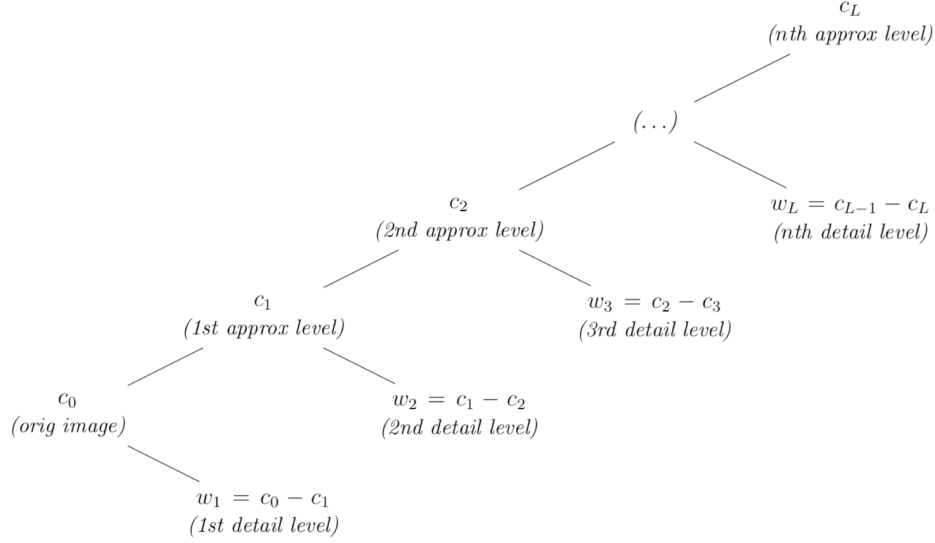 c_L
(nth approx level)
(...)
c_2
(2nd approx level)
w_L = c_{L−1} − c_L
(nth detail level)
c_1
(1st approx level)
w_3 = c_2 − c_3
(3rd detail level)
c_0
(orig image)
w_2 = c_1 − c_2
(2nd detail level)
w_1 = c_0 − c_1
(1st detail level)